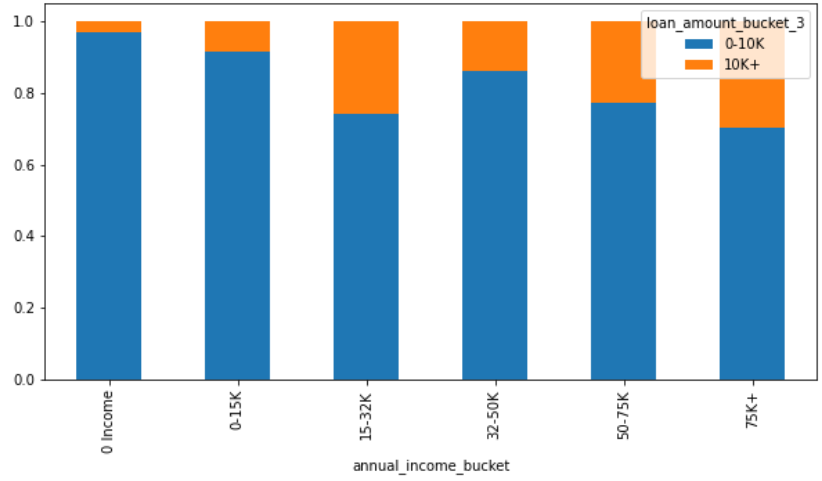 1.0
0.8
0.6
0.4
0.2
0.0
loan_amount_bucket_3
0-10K
10K+
0 Income
0-15K
15-32K
32-50K
50-75K
75K+
annual_income_bucket